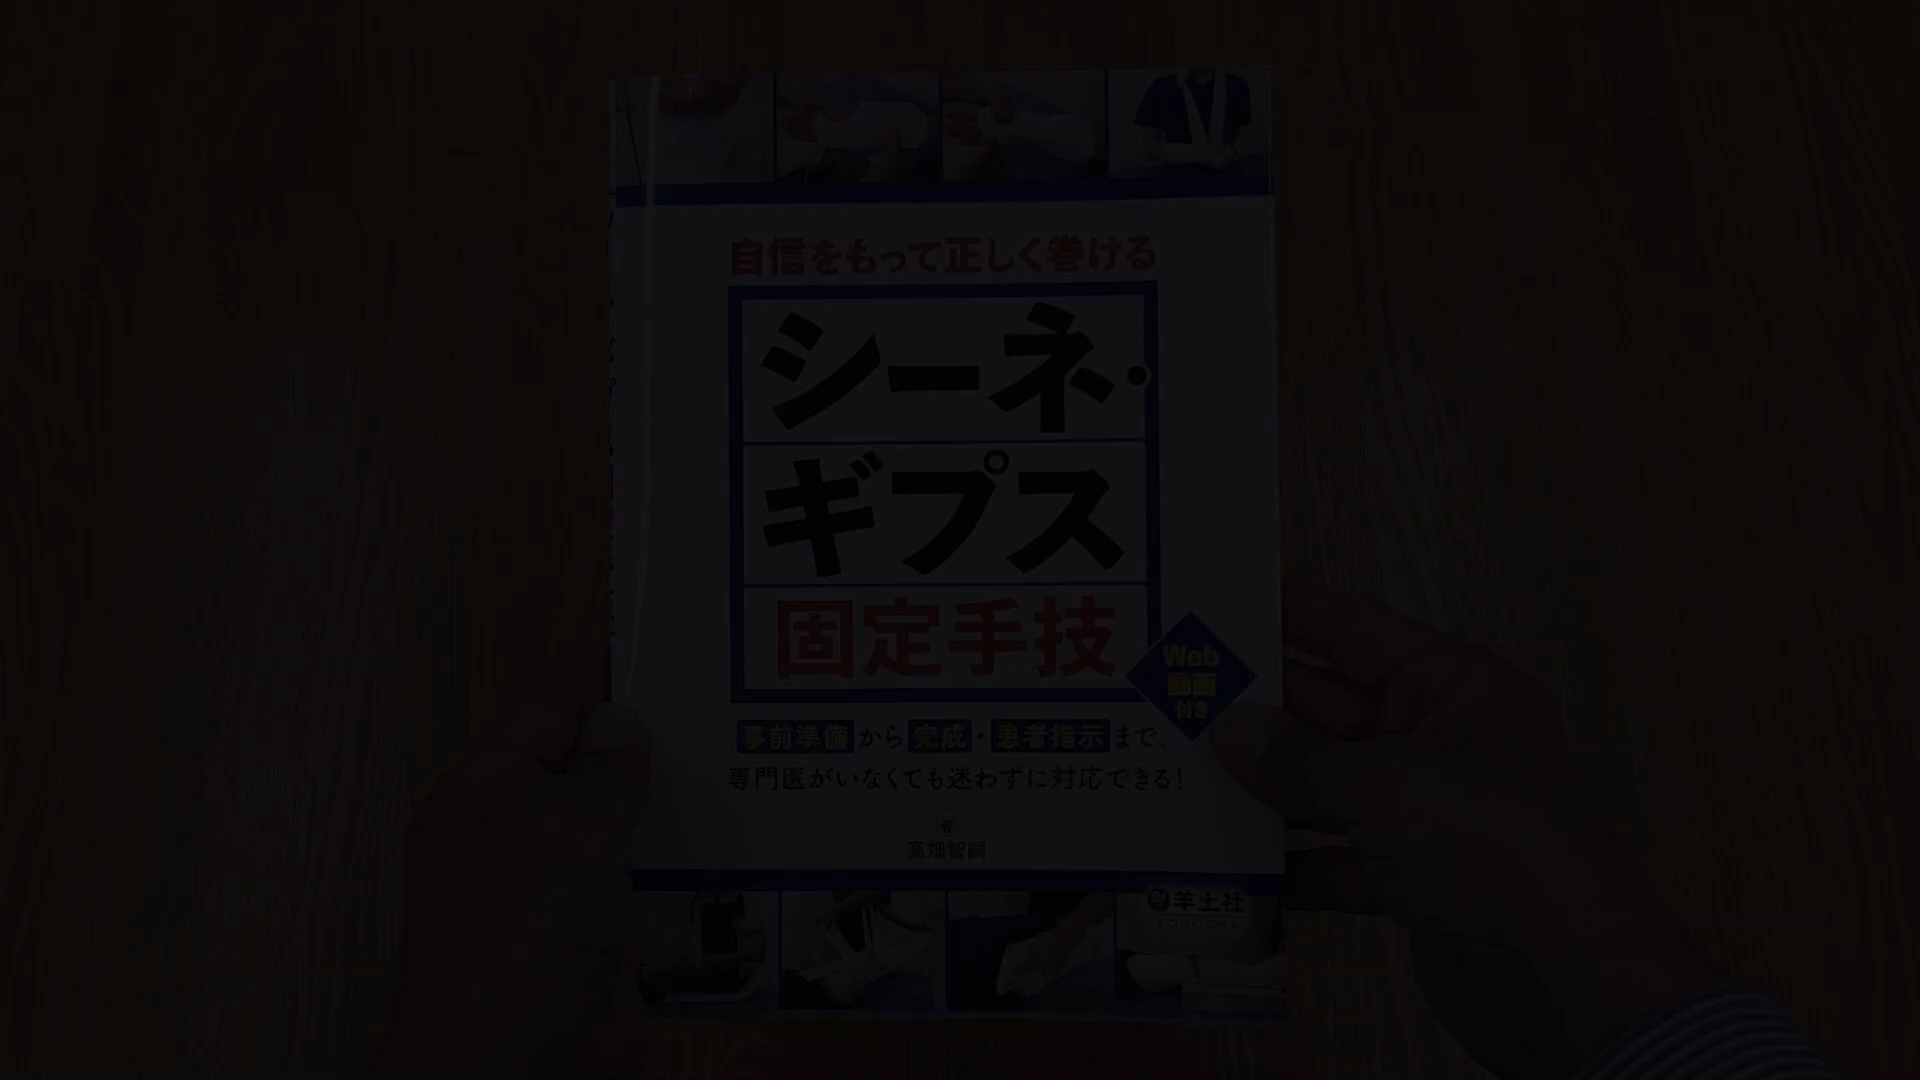 自信をもって正しく巻ける
シーネ・
ギプス
固定手技
Web
動画
付き
事前準備から完成・患者指示まで、
専門医がいなくても迷わずに対応できる!
著
高畑智嗣
羊土社
YODOSHA